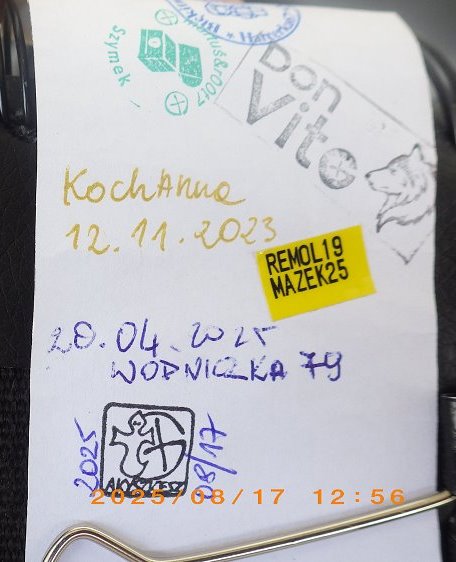 Szymek
Don
Vito
KochAnna
12.11.2023
REMOL19
MAZEK25
20.04.2025
WODNICZKA 79
2025
08/17
2025/08/17 12:56